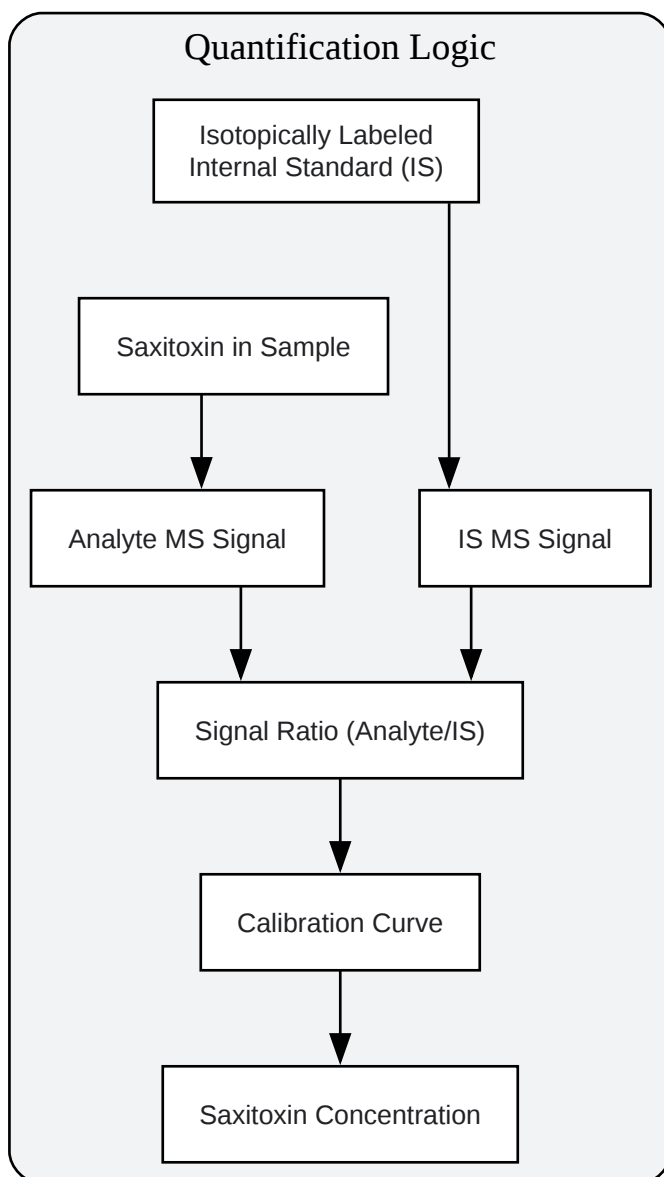 Quantification Logic
Isotopically Labeled
Internal Standard (IS)
Saxitoxin in Sample
Analyte MS Signal
IS MS Signal
Signal Ratio (Analyte/IS)
Calibration Curve
Saxitoxin Concentration